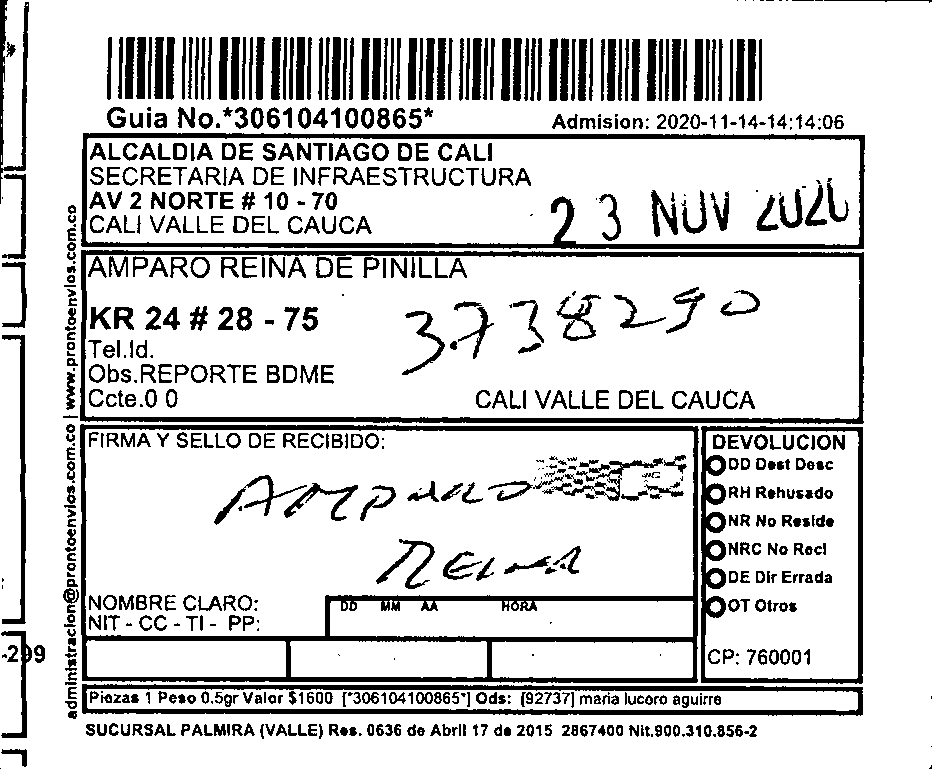 Guia No.*306104100865*
Admision: 2020-11-14-14:14:06
ALCALDIA DE SANTIAGO DE CALI
SECRETARIA DE INFRAESTRUCTURA
AV 2 NORTE # 10 - 70
CALI VALLE DEL CAUCA
23 NOV 2020
AMPARO REINA DE PINILLA
KR 24 # 28 - 75
3738290
Tel.Id.
Obs.REPORTE BDME
Ccte.0 0
CALI VALLE DEL CAUCA
administracion@prontoenvios.com.co | www.prontoenvios.com.co
FIRMA Y SELLO DE RECIBIDO:
AMPARO
REINA
NOMBRE CLARO:
NIT - CC - TI - PP:
DD MM AA HORA
DEVOLUCION
DD Dest Desc
RH Rehusado
NR No Reside
NRC No Recl
DE Dir Errada
OT Otros
CP: 760001
-299
Piezas 1 Peso 0.5gr Valor $1600 [*306104100865*] Ods: [92737] maria lucero aguirre
SUCURSAL PALMIRA (VALLE) Res. 0636 de Abril 17 de 2015 2867400 Nit.900.310.856-2